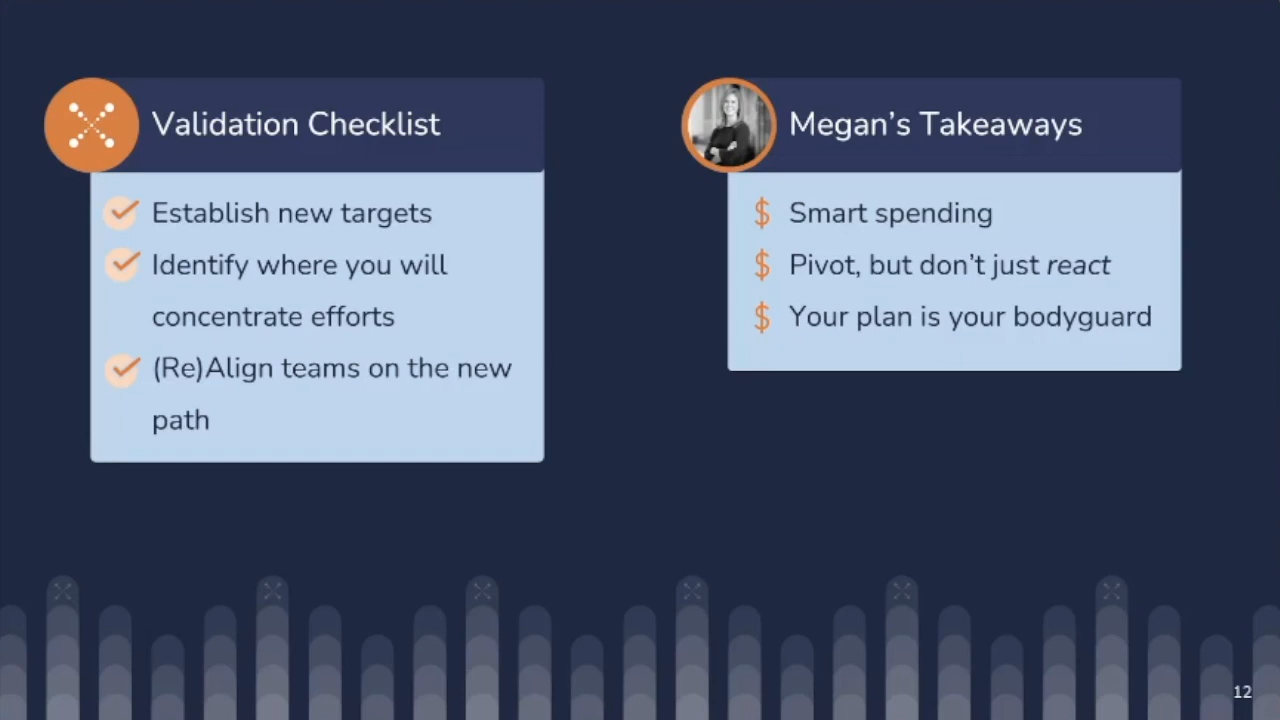 Validation Checklist
Establish new targets
Identify where you will
concentrate efforts
(Re)Align teams on the new
path
Megan’s Takeaways
$ Smart spending
$ Pivot, but don’t just react
$ Your plan is your bodyguard
12